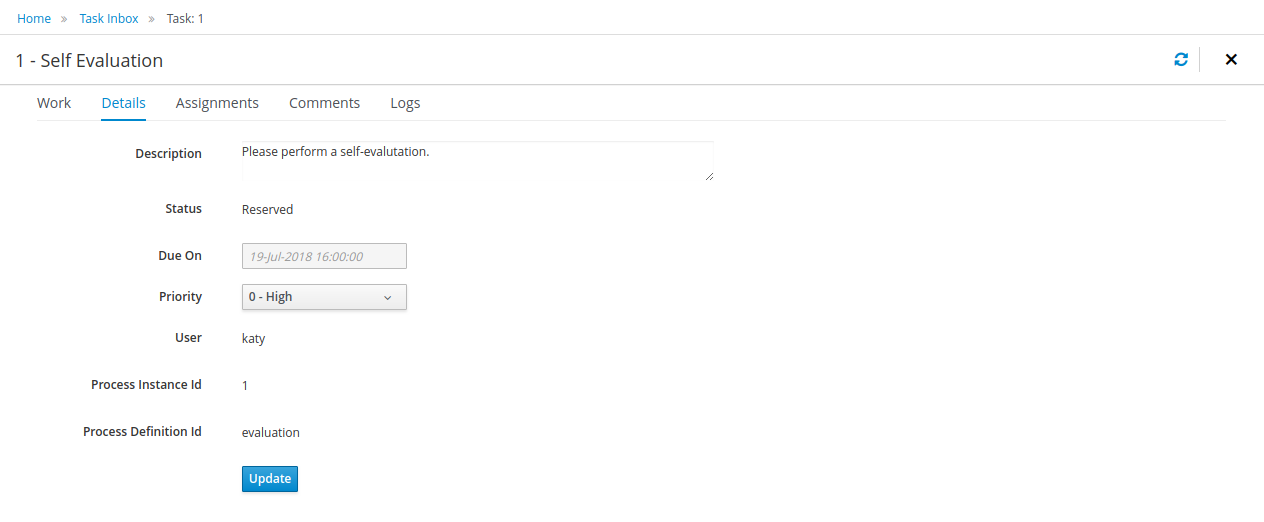 Home » Task Inbox » Task: 1
1 - Self Evaluation
Work Details Assignments Comments Logs
Description Please perform a self-evalutation.
Status Reserved
Due On 19-Jul-2018 16:00:00
Priority 0 - High
User katy
Process Instance Id 1
Process Definition Id evaluation
Update